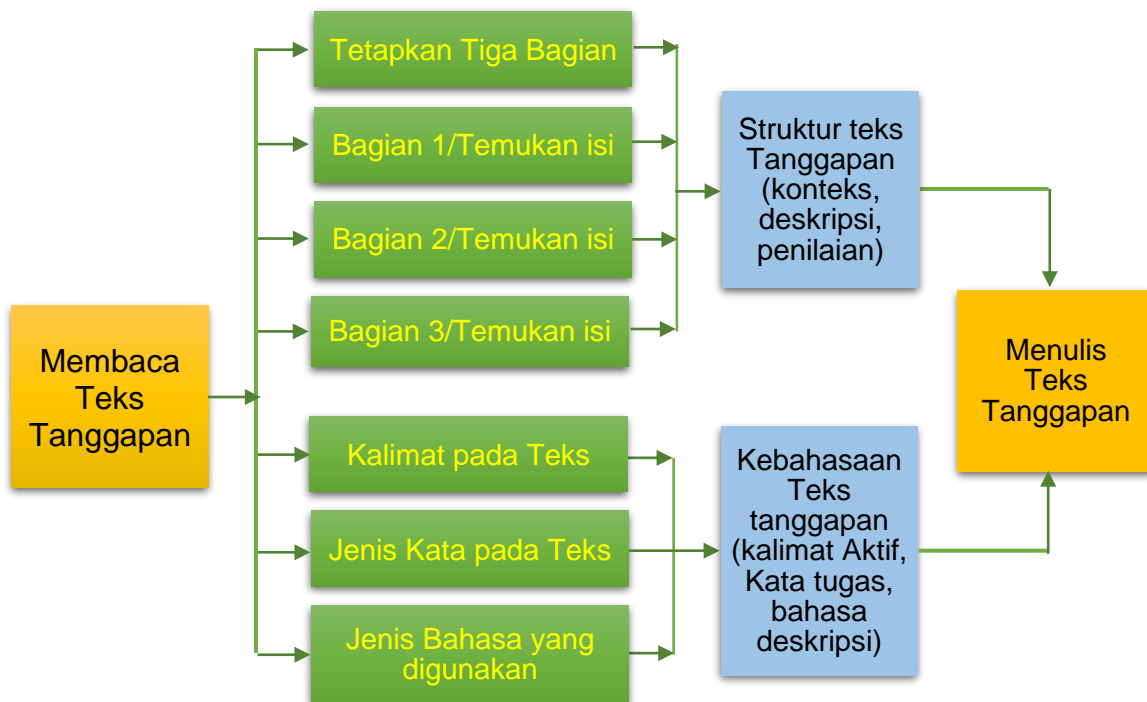 Tetapkan Tiga Bagian
Bagian 1/Temukan isi
Bagian 2/Temukan isi
Bagian 3/Temukan isi
Struktur teks
Tanggapan
(konteks,
deskripsi,
penilaian)
Membaca
Teks
Tanggapan
Menulis
Teks
Tanggapan
Kalimat pada Teks
Jenis Kata pada Teks
Jenis Bahasa yang
digunakan
Kebahasaan
Teks
tanggapan
(kalimat Aktif,
Kata tugas,
bahasa
deskripsi)